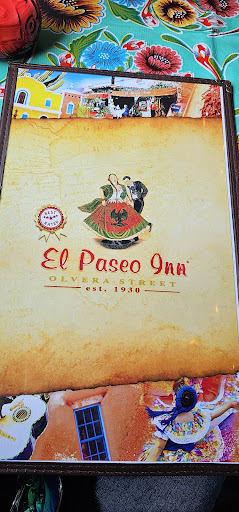 El Paseo Inn
OLVERA STREET
est. 1930